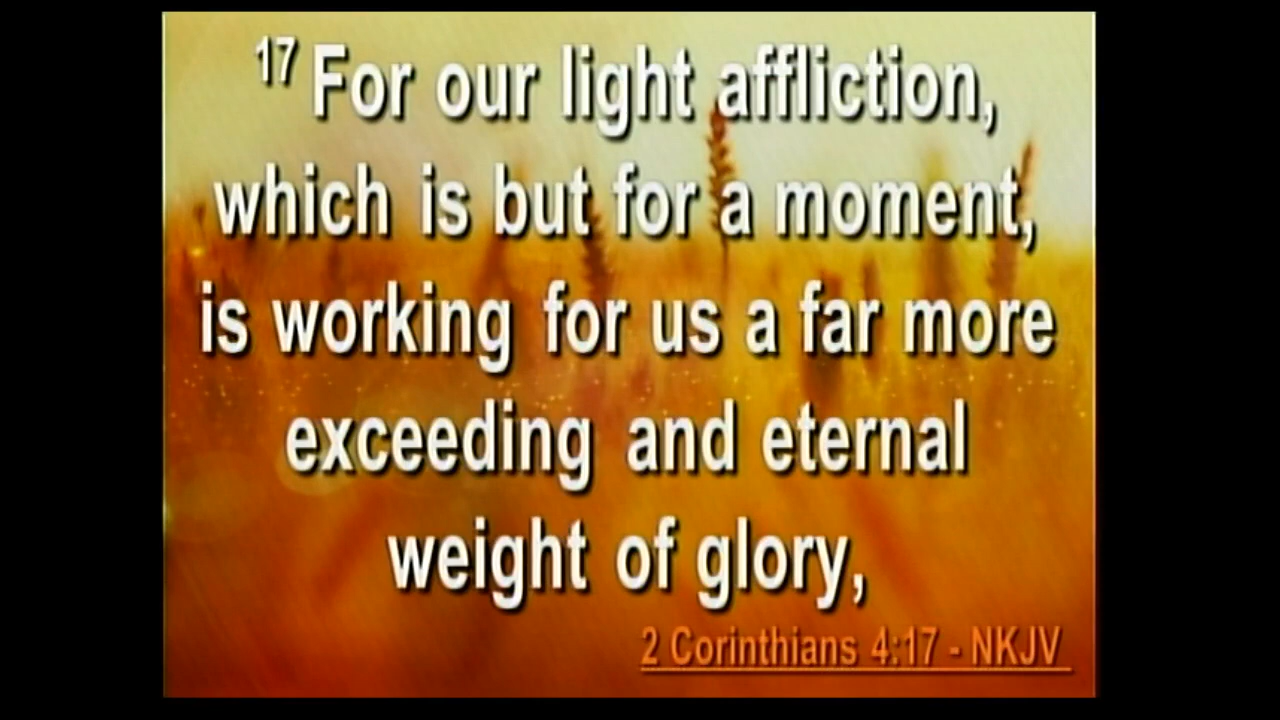 17 For our light affliction,
which is but for a moment,
is working for us a far more
exceeding and eternal
weight of glory,
2 Corinthians 4:17 - NKJV